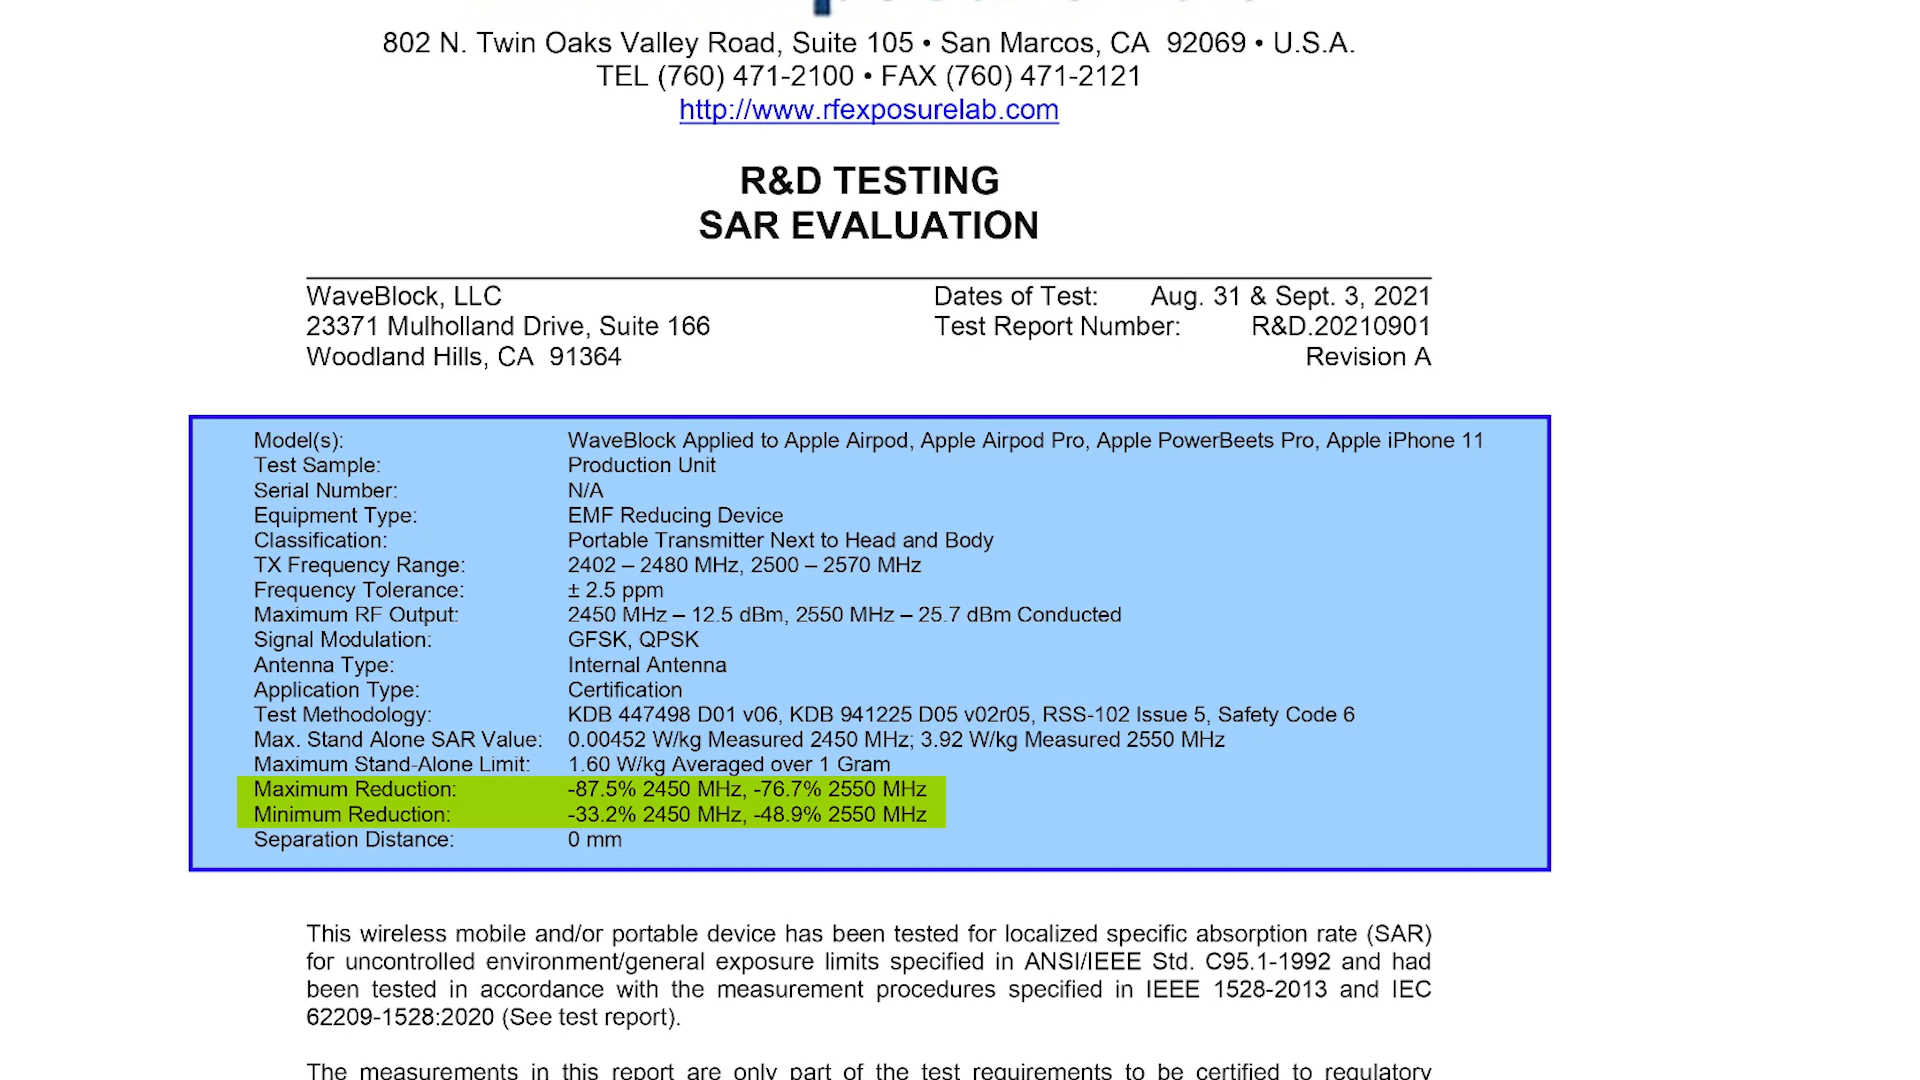 802 N. Twin Oaks Valley Road, Suite 105 • San Marcos, CA 92069 • U.S.A.
TEL (760) 471-2100 • FAX (760) 471-2121
http://www.rfexposurelab.com
R&D TESTING
SAR EVALUATION
WaveBlock, LLC
23371 Mulholland Drive, Suite 166
Woodland Hills, CA 91364
Dates of Test: Aug. 31 & Sept. 3, 2021
Test Report Number: R&D.20210901
Revision A
Model(s): WaveBlock Applied to Apple Airpod, Apple Airpod Pro, Apple PowerBeets Pro, Apple iPhone 11
Test Sample: Production Unit
Serial Number: N/A
Equipment Type: EMF Reducing Device
Classification: Portable Transmitter Next to Head and Body
TX Frequency Range: 2402 – 2480 MHz, 2500 – 2570 MHz
Frequency Tolerance: ± 2.5 ppm
Maximum RF Output: 2450 MHz – 12.5 dBm, 2550 MHz – 25.7 dBm Conducted
Signal Modulation: GFSK, QPSK
Antenna Type: Internal Antenna
Application Type: Certification
Test Methodology: KDB 447498 D01 v06, KDB 941225 D05 v02r05, RSS-102 Issue 5, Safety Code 6
Max. Stand Alone SAR Value: 0.00452 W/kg Measured 2450 MHz; 3.92 W/kg Measured 2550 MHz
Maximum Stand-Alone Limit: 1.60 W/kg Averaged over 1 Gram
Maximum Reduction: -87.5% 2450 MHz, -76.7% 2550 MHz
Minimum Reduction: -33.2% 2450 MHz, -48.9% 2550 MHz
Separation Distance: 0 mm
This wireless mobile and/or portable device has been tested for localized specific absorption rate (SAR)
for uncontrolled environment/general exposure limits specified in ANSI/IEEE Std. C95.1-1992 and had
been tested in accordance with the measurement procedures specified in IEEE 1528-2013 and IEC
62209-1528:2020 (See test report).
The measurements in this report are only part of the test requirements to be certified to regulatory